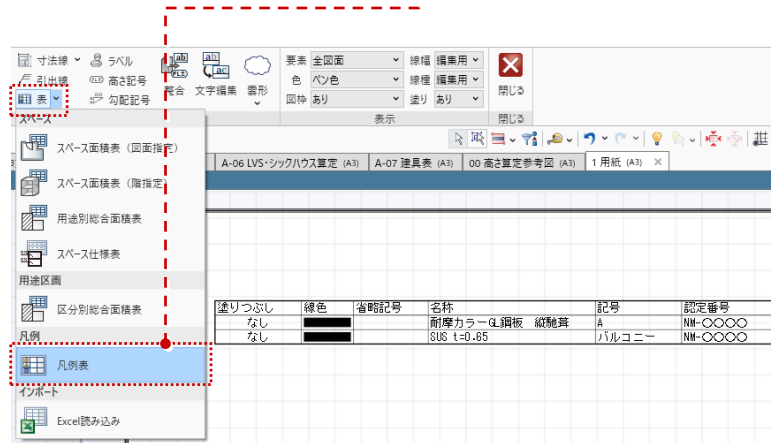 寸法線 ラベル
引出線 高さ記号
表 勾配記号
整合 文字編集 雲形
要素 全図面 線幅 編集用
色 ペン色 線種 編集用
図枠 あり 塗り あり
閉じる
表示 閉じる
スペース
スペース面積表（図面指定）
スペース面積表（階指定）
用途別総合面積表
スペース仕様表
用途区画
区分別総合面積表
凡例
凡例表
インポート
Excel読み込み
A-06 LVS・シックハウス算定 (A3) A-07 建具表 (A3) 00 高さ算定参考図 (A3) 1 用紙 (A3)
塗りつぶし 線色 省略記号 名称 記号 認定番号
なし 耐摩カラーGL鋼板 縦馳葺 A NM-〇〇〇〇
なし SUS t=0.65 バルコニー NM-〇〇〇〇